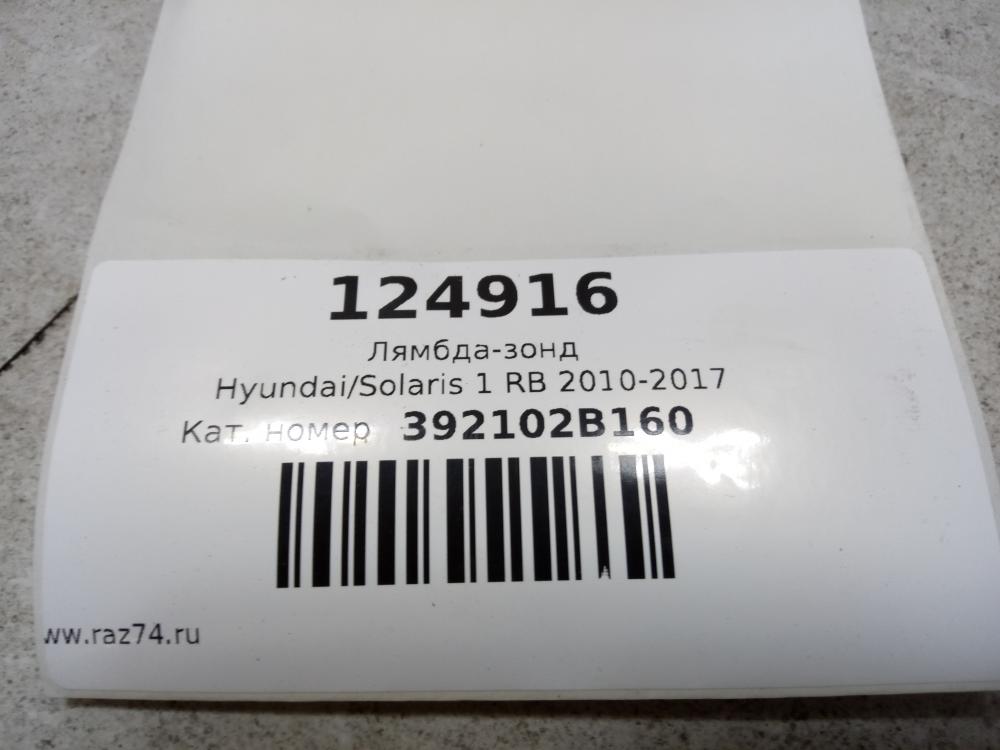 124916
Лямбда-зонд
Hyundai/Solaris 1 RB 2010-2017
Кат. номер 392102B160
ww.raz74.ru